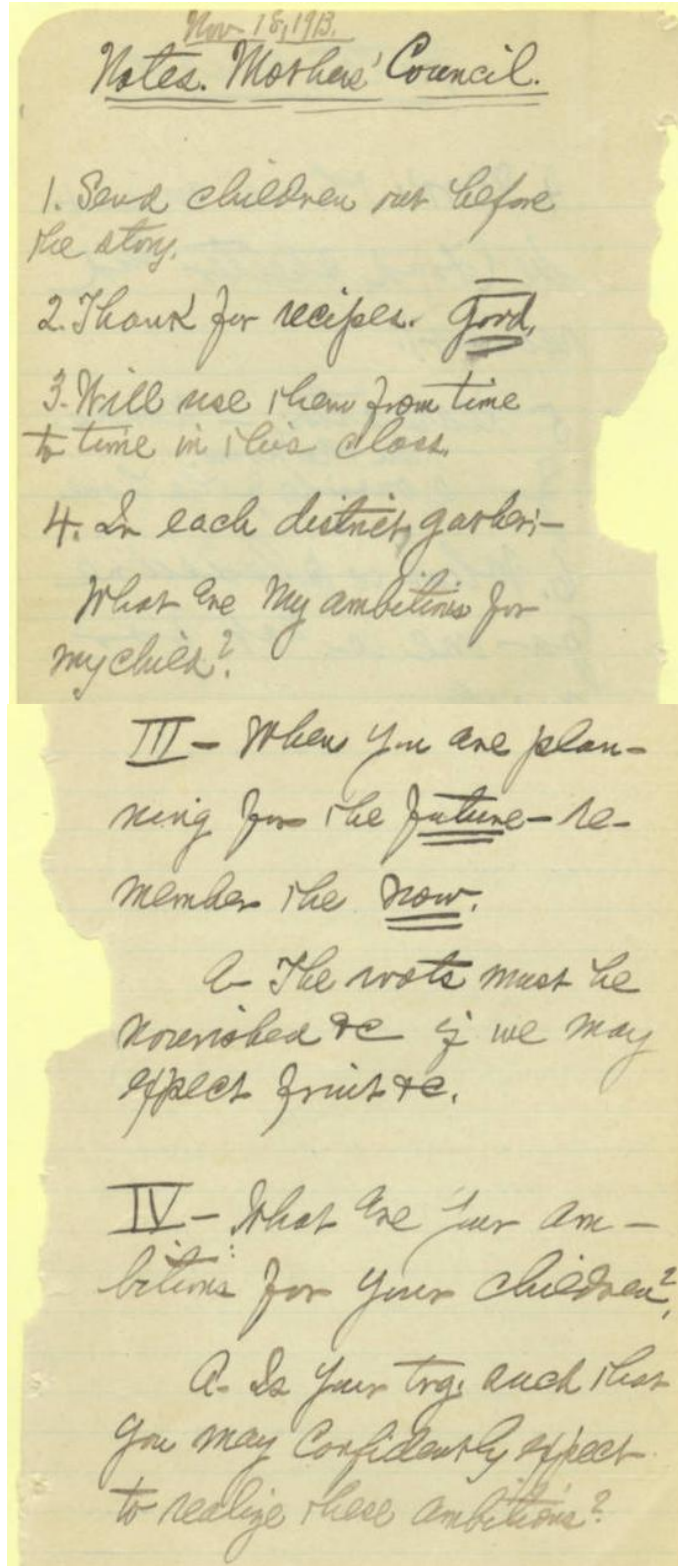 Nov. 18, 1913.
Notes. Mothers' Council.
1. Send children out before
the story.
2. Thank for recipes. Good.
3. Will use them from time
to time in this class.
4. In each district, gather:-
What are my ambitions for
my child?
III - When you are plan-
ning for the future - re-
member the now.
a- The roots must be
nourished &c if we may
expect fruit &c.
IV - What are your am-
bitions for your children?
a- Is your trg. such that
you may confidently expect
to realize these ambitions?